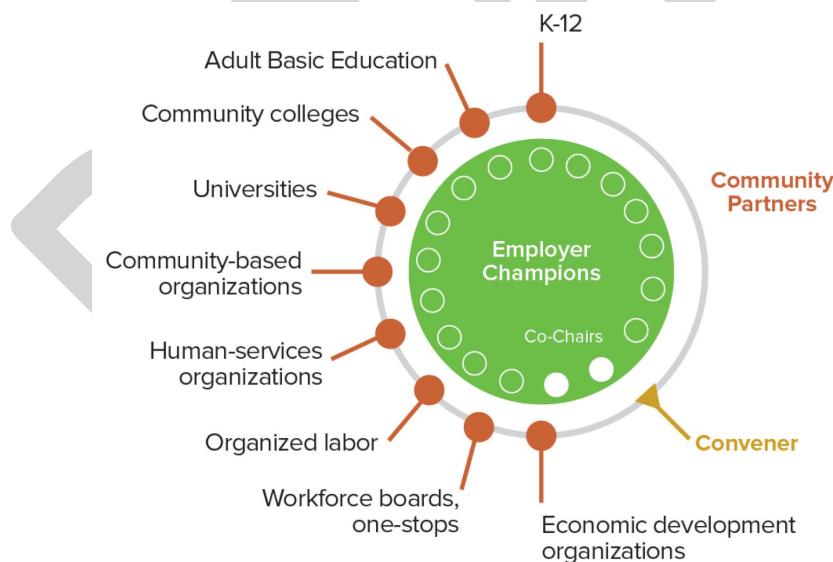 K-12
Adult Basic Education
Community colleges
Universities
Community-based
organizations
Human-services
organizations
Organized labor
Workforce boards,
one-stops
Economic development
organizations
Employer
Champions
Co-Chairs
Community
Partners
Convener